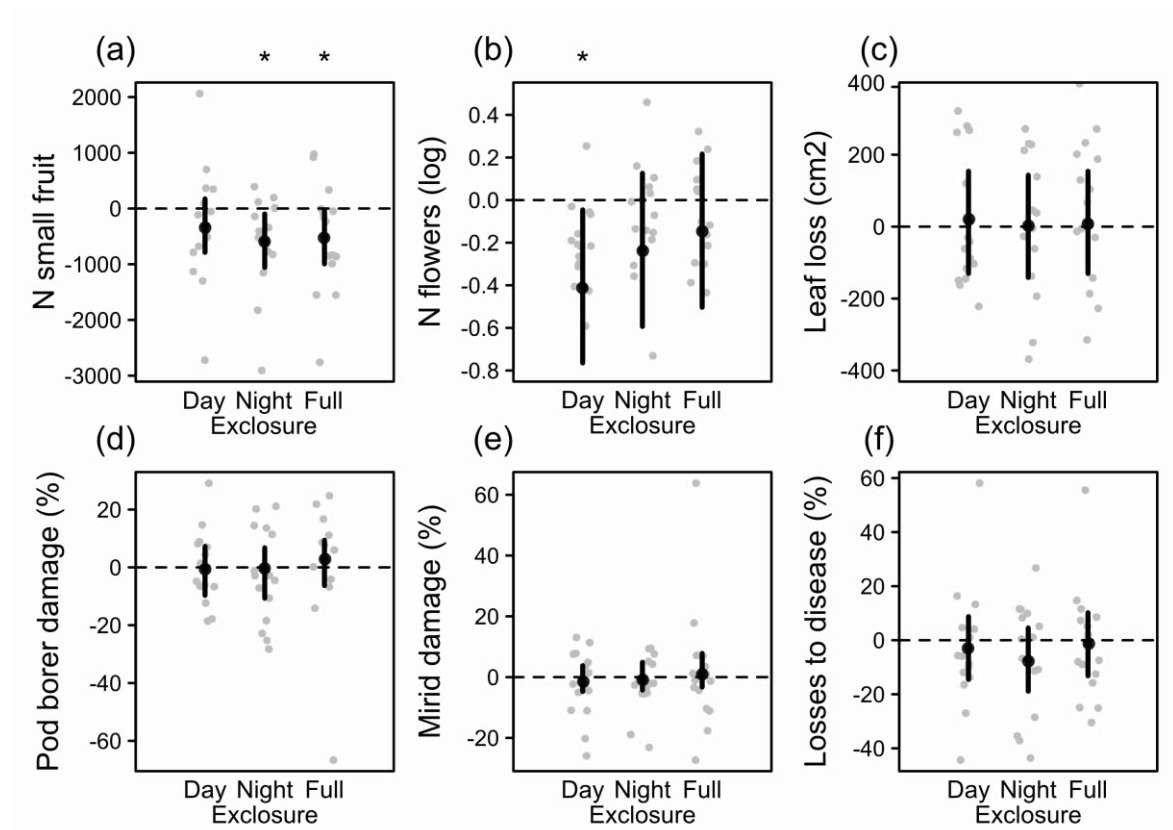 (a)
* *
N small fruit
2000
1000
0
-1000
-2000
-3000
Day Night Full
Exclosure
(b)
*
N flowers (log)
0.4
0.2
0.0
-0.2
-0.4
-0.6
-0.8
Day Night Full
Exclosure
(c)
Leaf loss (cm2)
400
200
0
-200
-400
Day Night Full
Exclosure
(d)
Pod borer damage (%)
20
0
-20
-40
-60
Day Night Full
Exclosure
(e)
Mirid damage (%)
60
40
20
0
-20
Day Night Full
Exclosure
(f)
Losses to disease (%)
60
40
20
0
-20
-40
Day Night Full
Exclosure